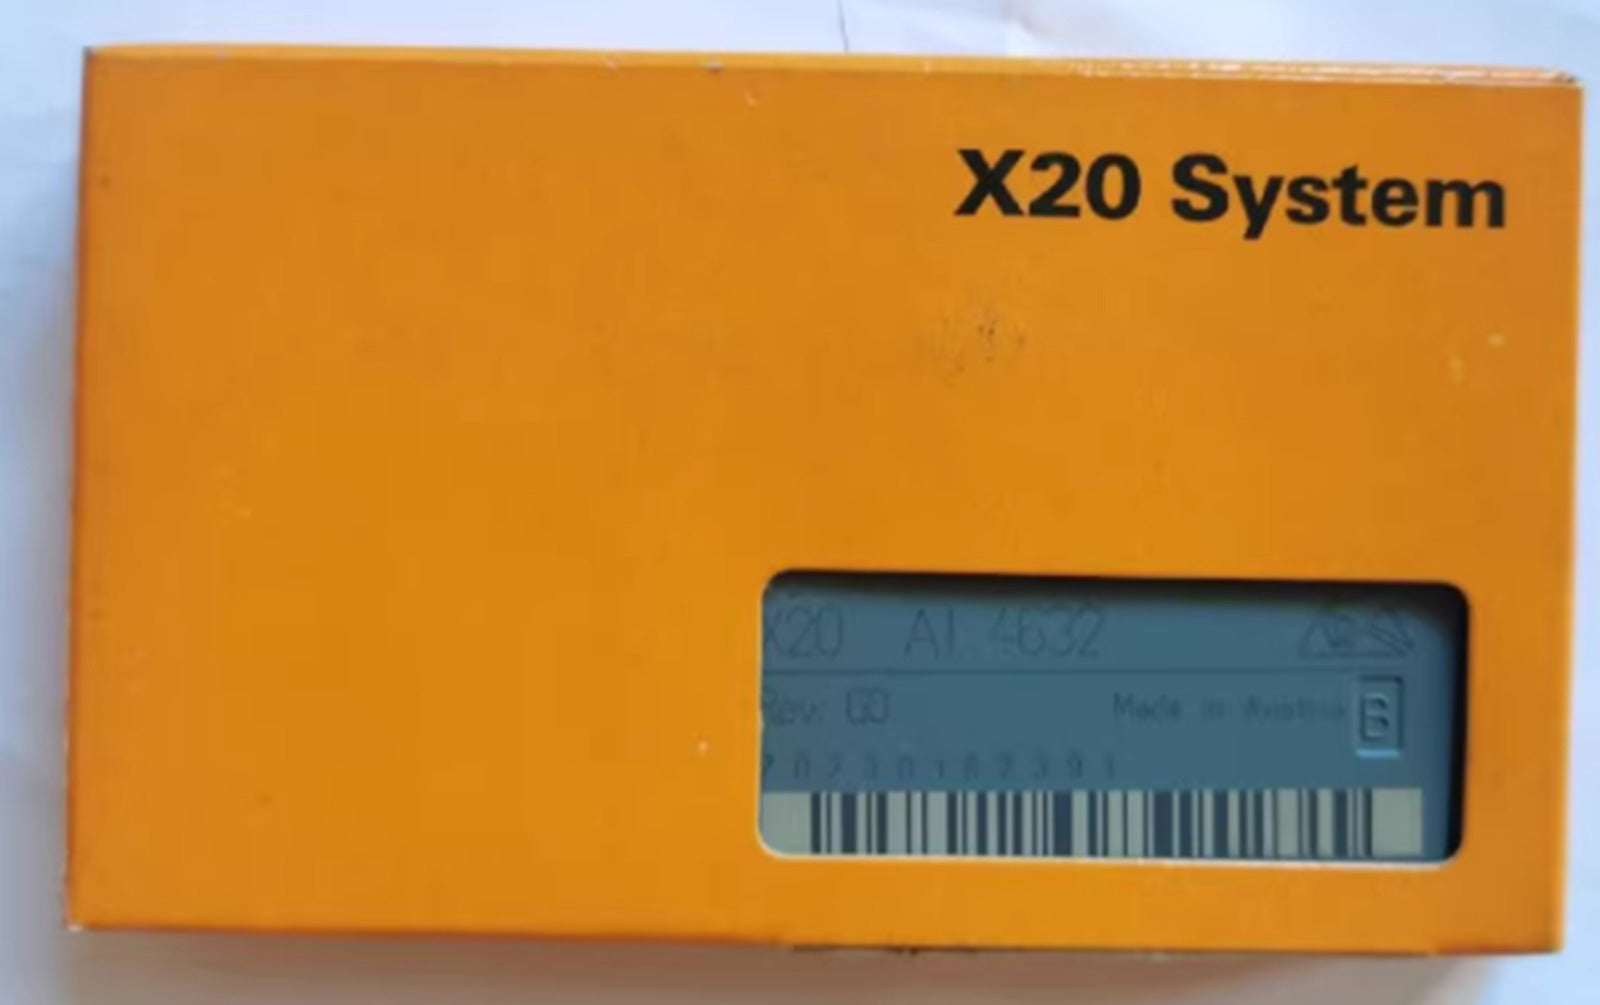 X20 System
X20 AI 4632
Rev. G0 Made in Austria B